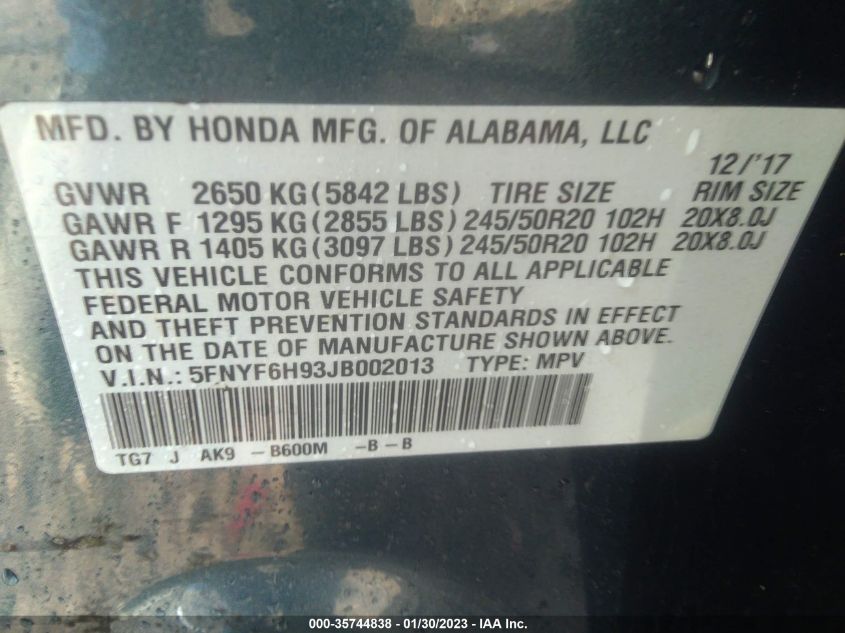 MFD. BY HONDA MFG. OF ALABAMA, LLC
12/'17
GVWR 2650 KG(5842 LBS) TIRE SIZE RIM SIZE
GAWR F 1295 KG(2855 LBS) 245/50R20 102H 20X8.0J
GAWR R 1405 KG(3097 LBS) 245/50R20 102H 20X8.0J
THIS VEHICLE CONFORMS TO ALL APPLICABLE
FEDERAL MOTOR VEHICLE SAFETY
AND THEFT PREVENTION STANDARDS IN EFFECT
ON THE DATE OF MANUFACTURE SHOWN ABOVE.
V.I.N.: 5FNYF6H93JB002013 TYPE: MPV
TG7 J AK9 -B600M -B-B
000-35744838 - 01/30/2023 - IAA Inc.